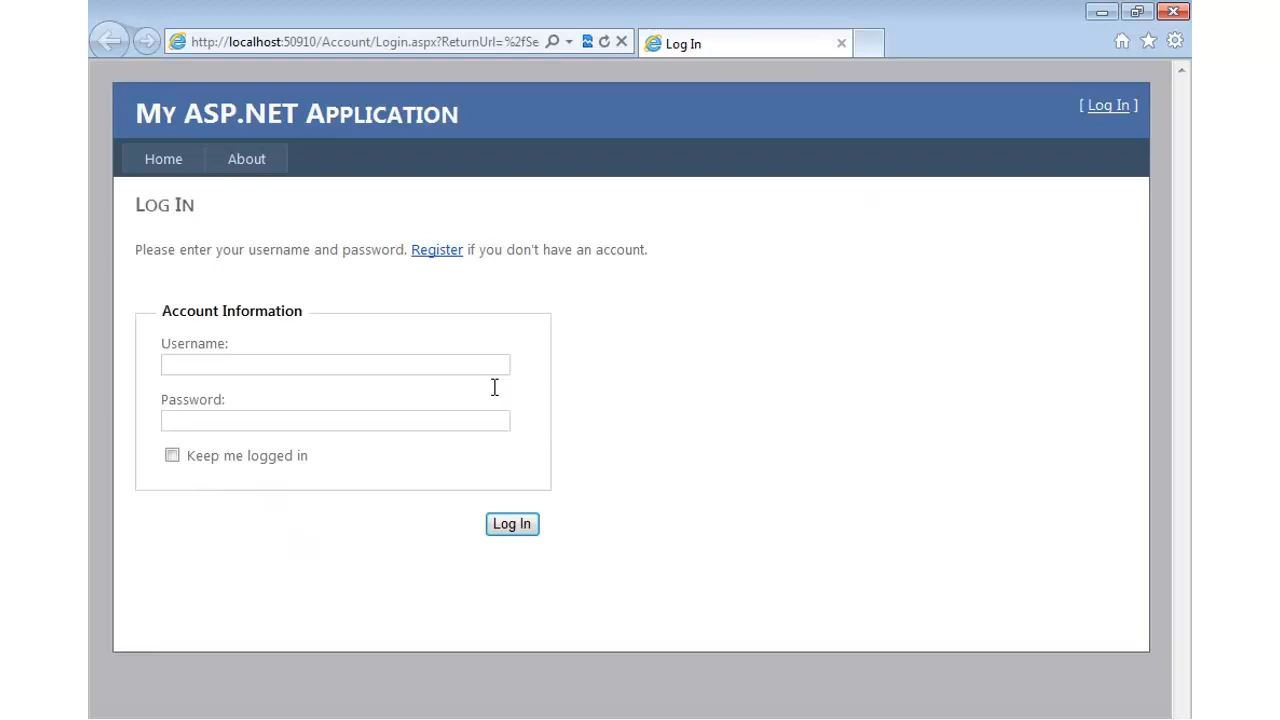 http://localhost:50910/Account/Login.aspx?ReturnUrl=%2fSe
Log In
My ASP.NET Application
[ Log In ]
Home
About
Log In
Please enter your username and password. Register if you don't have an account.
Account Information
Username:
Password:
Keep me logged in
Log In